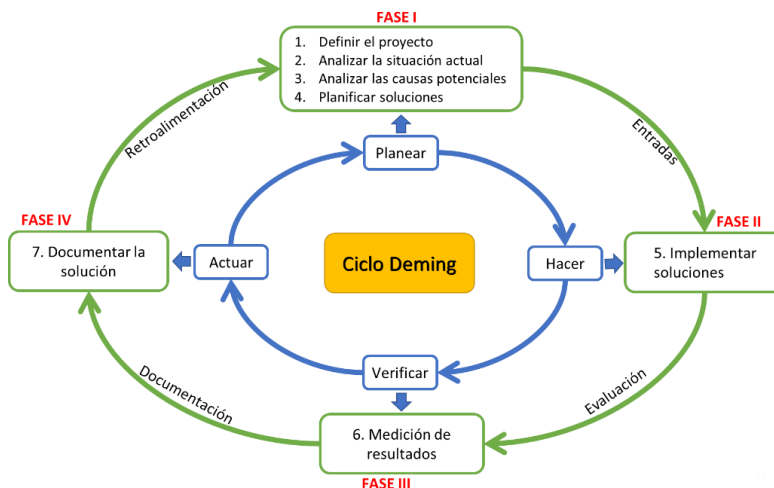 FASE I
1. Definir el proyecto
2. Analizar la situación actual
3. Analizar las causas potenciales
4. Planificar soluciones
Retroalimentación
Entradas
Planear
FASE IV
FASE II
7. Documentar la
solución
Actuar
Ciclo Deming
Hacer
5. Implementar
soluciones
Verificar
Documentación
Evaluación
6. Medición de
resultados
FASE III